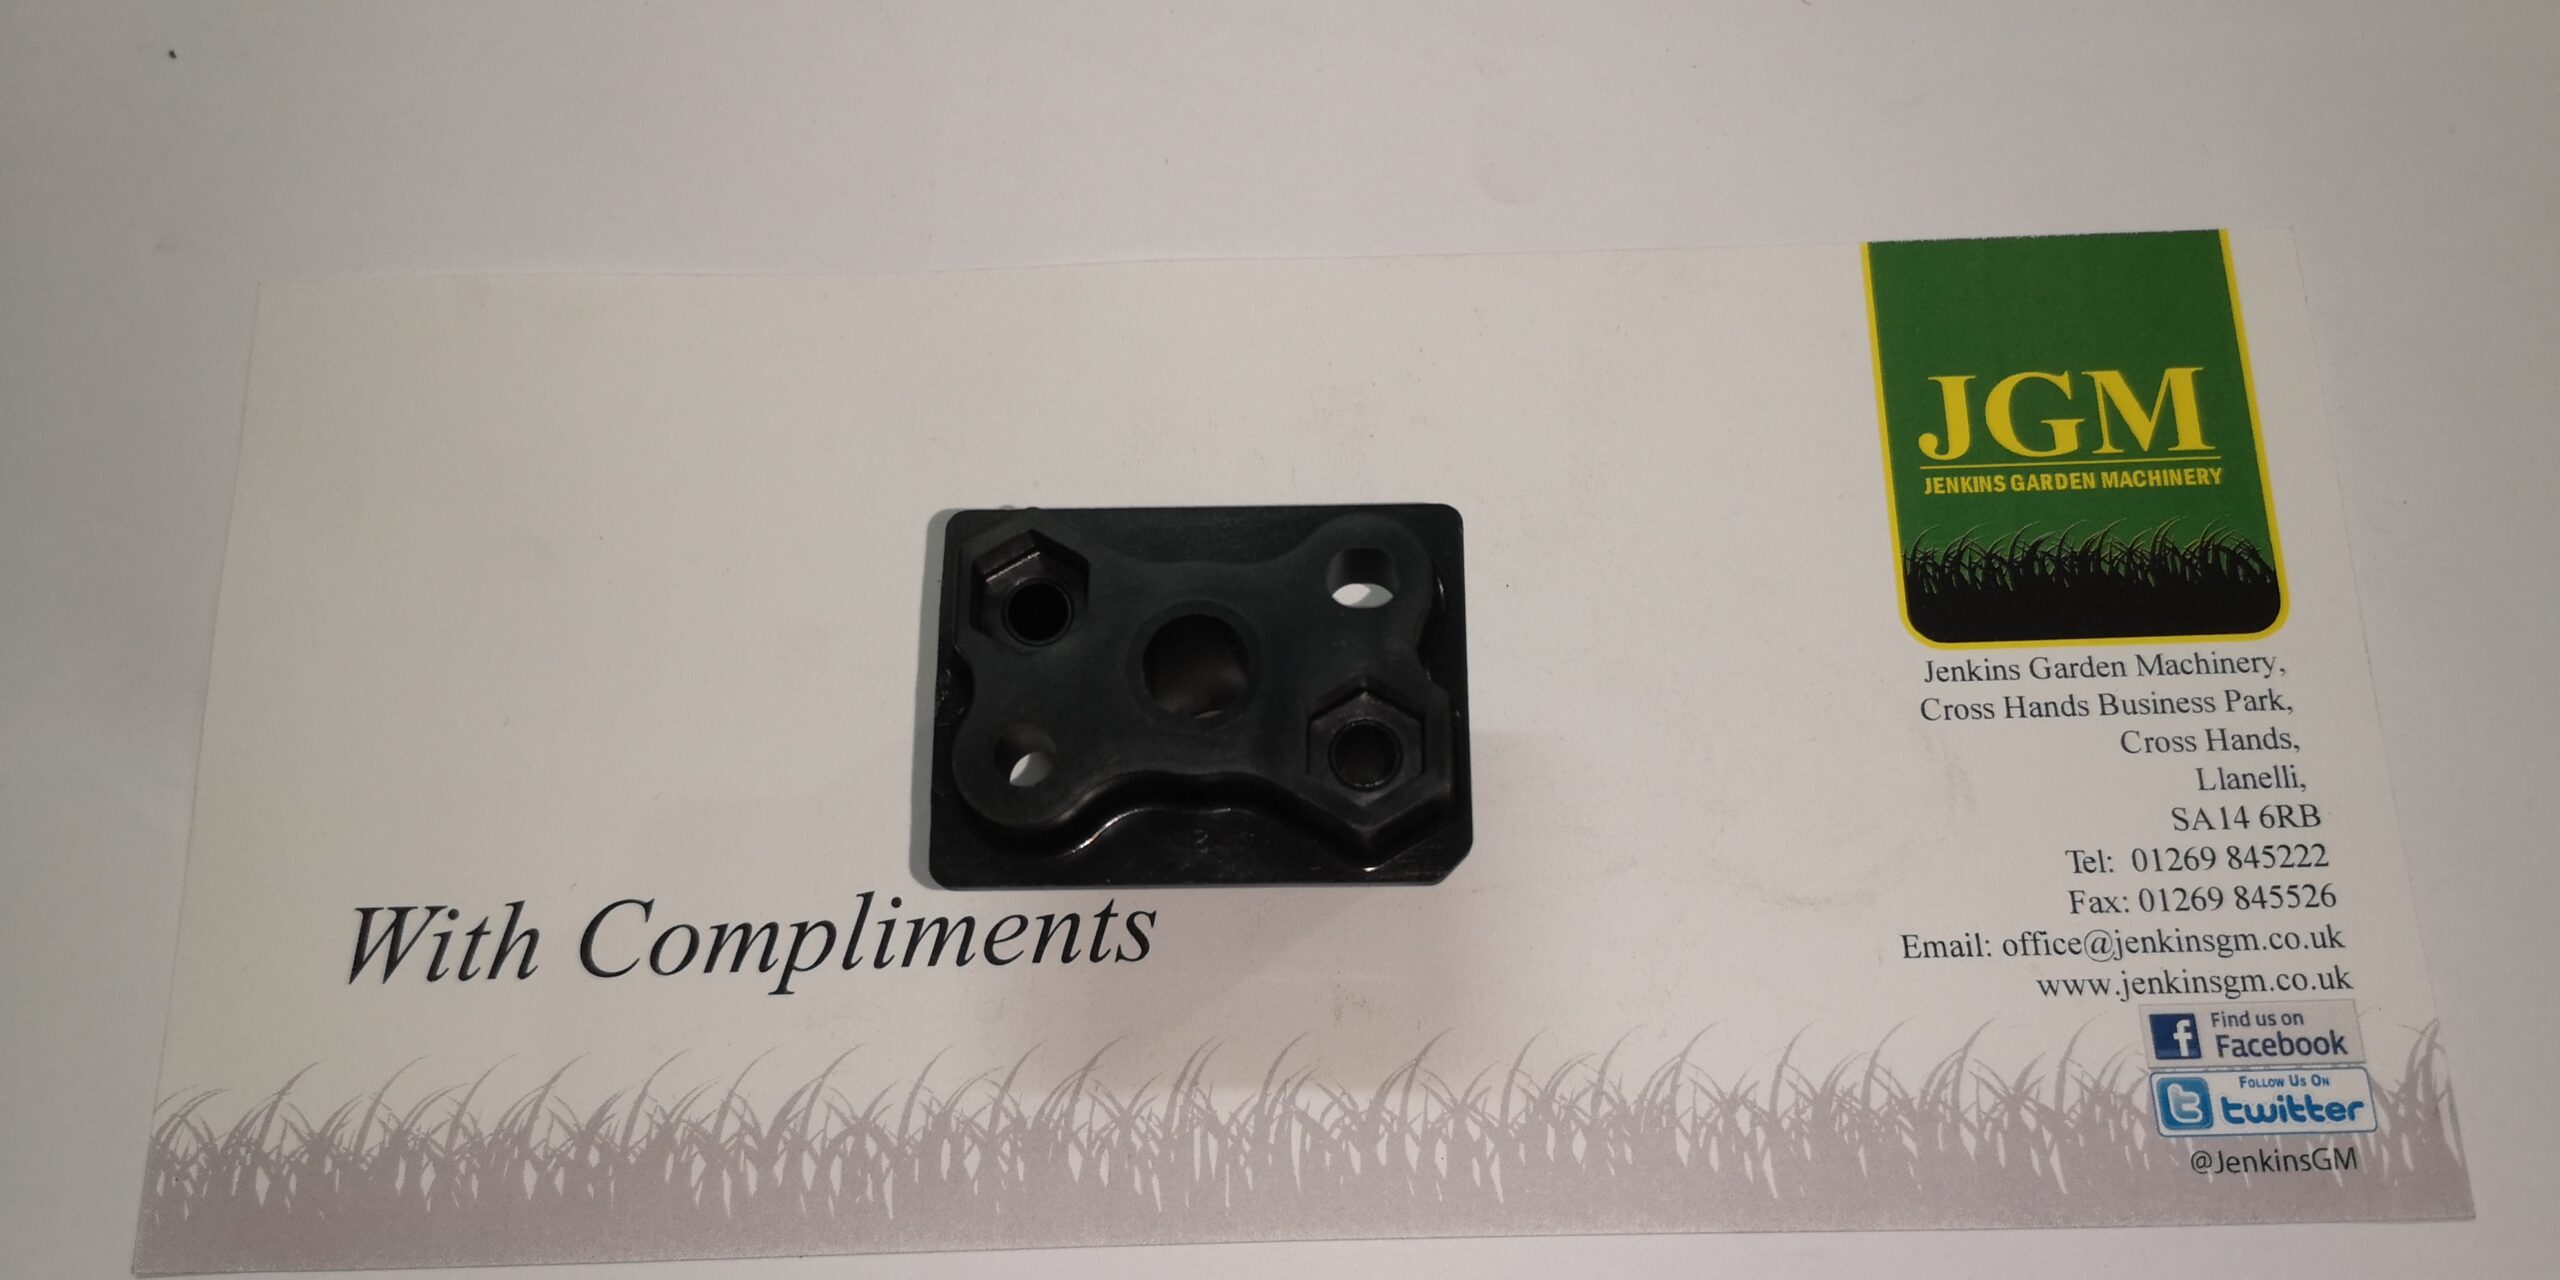 JGM
JENKINS GARDEN MACHINERY
Jenkins Garden Machinery,
Cross Hands Business Park,
Cross Hands,
Llanelli,
SA14 6RB
Tel: 01269 845222
Fax: 01269 845526
Email: office@jenkinsgm.co.uk
www.jenkinsgm.co.uk
With Compliments
f Find us on
Facebook
Follow Us On
twitter
@JenkinsGM